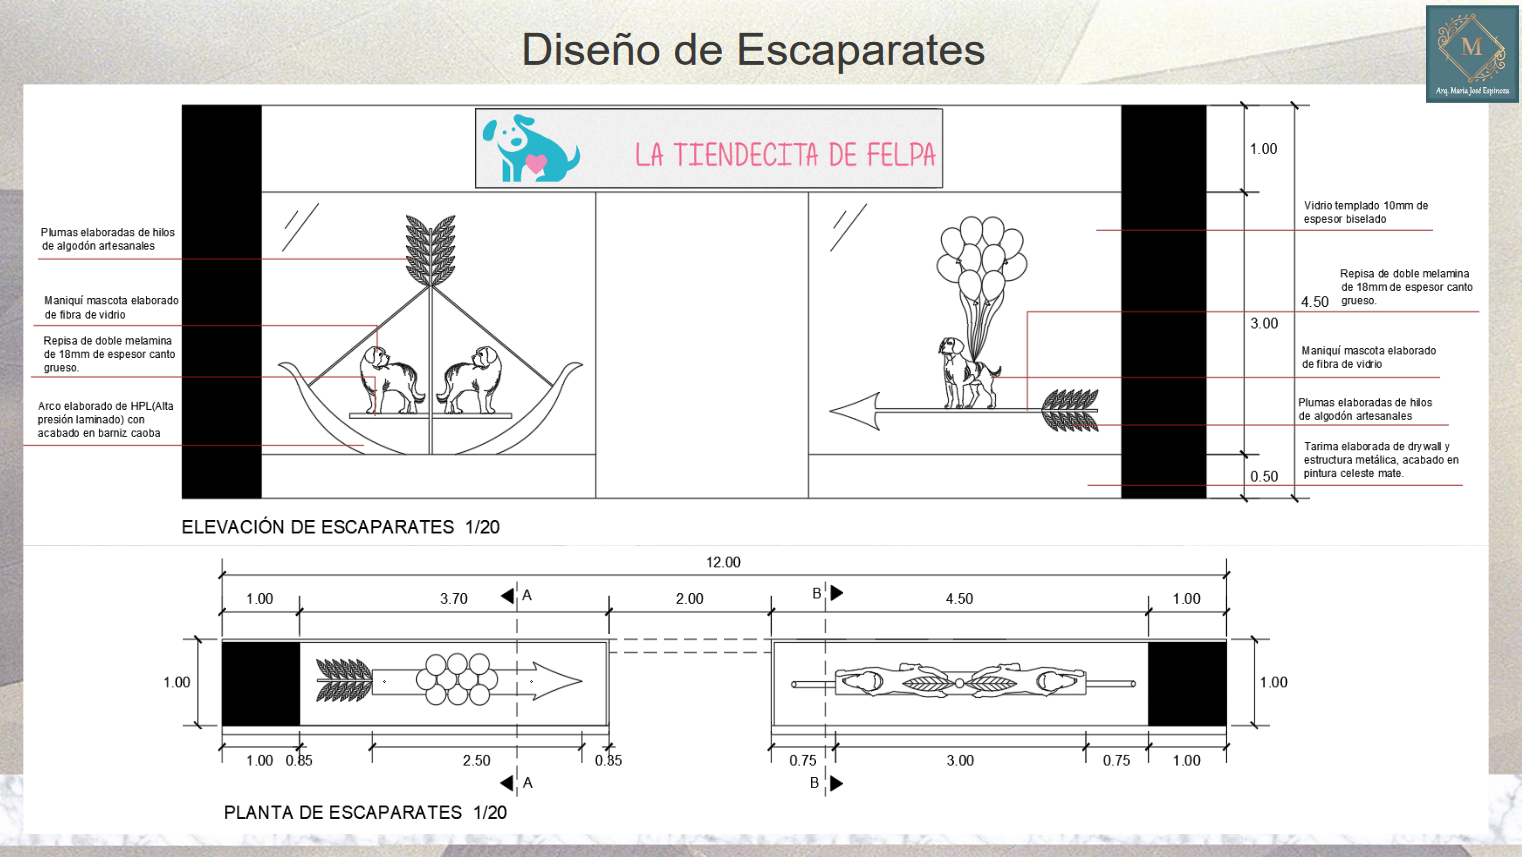 Diseño de Escaparates
M
Arq. María José Espinoza
LA TIENDECITA DE FELPA
1.00
Plumas elaboradas de hilos
de algodón artesanales
Maniquí mascota elaborado
de fibra de vidrio
Repisa de doble melamina
de 18mm de espesor canto
grueso.
Arco elaborado de HPL(Alta
presión laminado) con
acabado en barniz caoba
Vidrio templado 10mm de
espesor biselado
Repisa de doble melamina
de 18mm de espesor canto
grueso.
4.50
3.00
Maniquí mascota elaborado
de fibra de vidrio
Plumas elaboradas de hilos
de algodón artesanales
Tarima elaborada de drywall y
estructura metálica, acabado en
pintura celeste mate.
0.50
ELEVACIÓN DE ESCAPARATES 1/20
12.00
1.00 3.70 A 2.00 B 4.50 1.00
1.00 1.00
1.00 0.85 2.50 0.85 0.75 3.00 0.75 1.00
A B
PLANTA DE ESCAPARATES 1/20